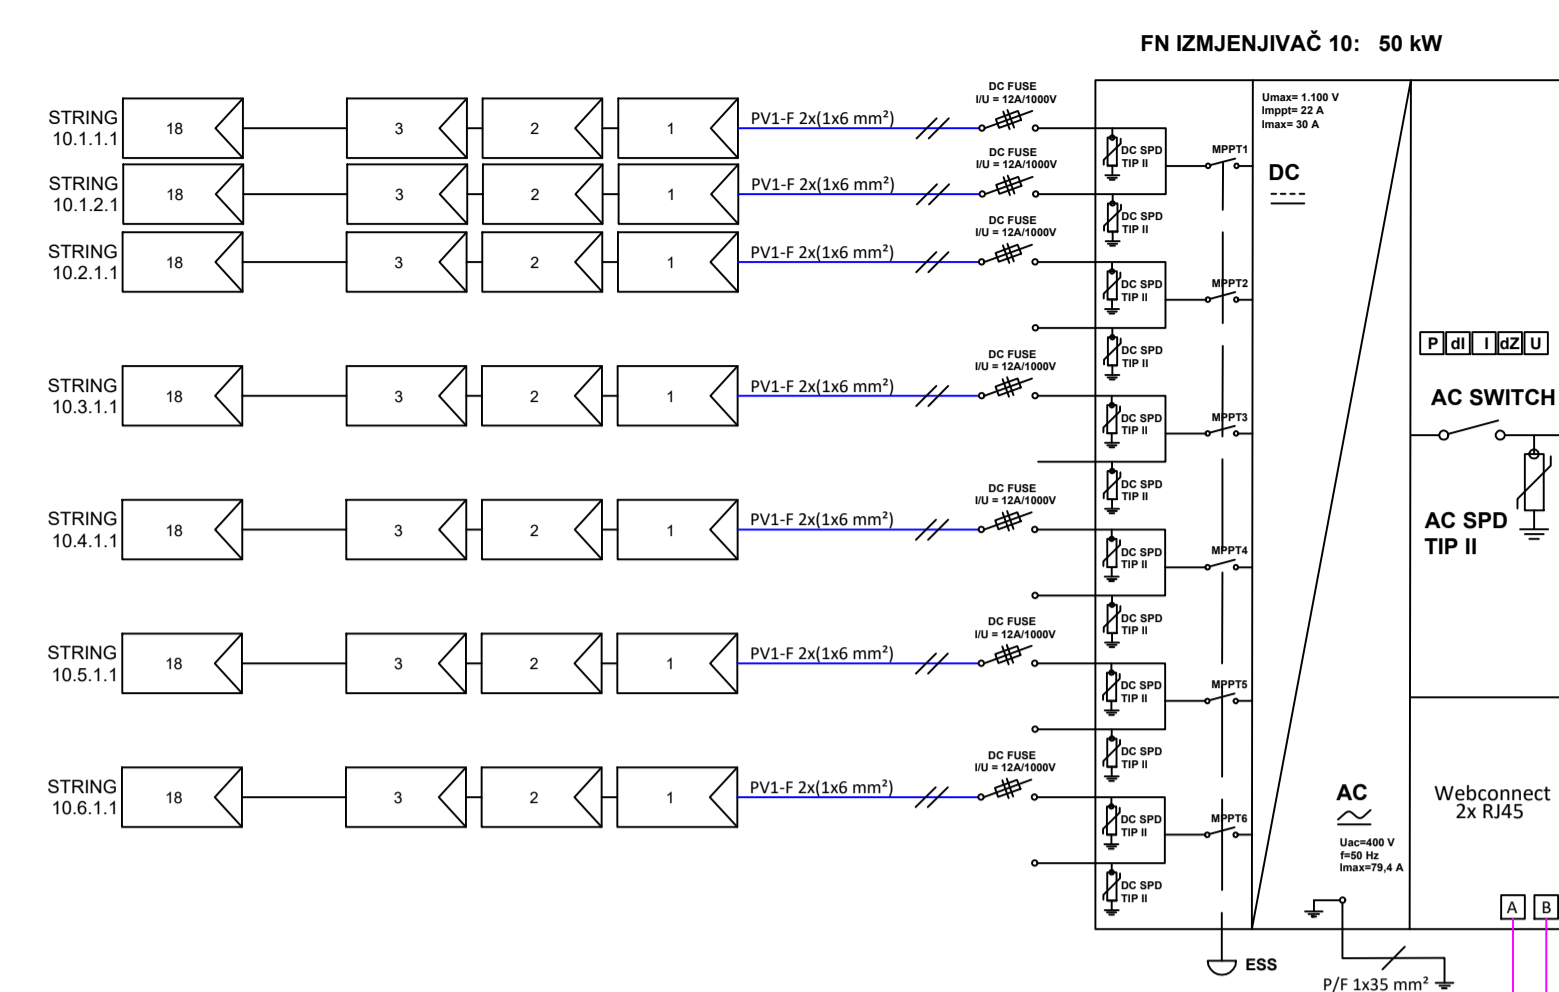 FN IZMJENJIVAČ 10: 50 kW
STRING
10.1.1.1
18
3
2
1
PV1-F 2x(1x6 mm²)
DC FUSE
I/U = 12A/1000V
STRING
10.1.2.1
18
3
2
1
PV1-F 2x(1x6 mm²)
DC FUSE
I/U = 12A/1000V
STRING
10.2.1.1
18
3
2
1
PV1-F 2x(1x6 mm²)
DC FUSE
I/U = 12A/1000V
STRING
10.3.1.1
18
3
2
1
PV1-F 2x(1x6 mm²)
DC FUSE
I/U = 12A/1000V
STRING
10.4.1.1
18
3
2
1
PV1-F 2x(1x6 mm²)
DC FUSE
I/U = 12A/1000V
STRING
10.5.1.1
18
3
2
1
PV1-F 2x(1x6 mm²)
DC FUSE
I/U = 12A/1000V
STRING
10.6.1.1
18
3
2
1
PV1-F 2x(1x6 mm²)
DC FUSE
I/U = 12A/1000V
DC SPD
TIP II
DC SPD
TIP II
DC SPD
TIP II
DC SPD
TIP II
DC SPD
TIP II
DC SPD
TIP II
DC SPD
TIP II
DC SPD
TIP II
DC SPD
TIP II
DC SPD
TIP II
DC SPD
TIP II
DC SPD
TIP II
MPPT1
MPPT2
MPPT3
MPPT4
MPPT5
MPPT6
ESS
Umax= 1.100 V
Imppt= 22 A
Imax= 30 A
DC
AC
Uac=400 V
f=50 Hz
Imax=79,4 A
P/F 1x35 mm²
P dI I dZ U
AC SWITCH
AC SPD
TIP II
Webconnect
2x RJ45
A B